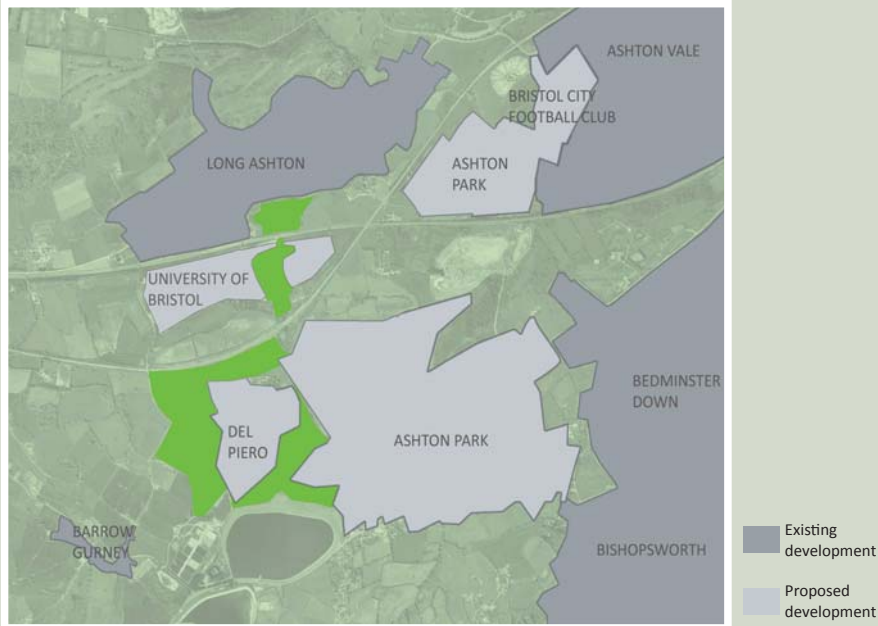 ASHTON VALE
BRISTOL CITY
FOOTBALL CLUB
LONG ASHTON
ASHTON
PARK
UNIVERSITY OF
BRISTOL
BEDMINSTER
DOWN
DEL
PIERO
ASHTON PARK
BARROW
GURNEY
BISHOPSWORTH
Existing
development
Proposed
development